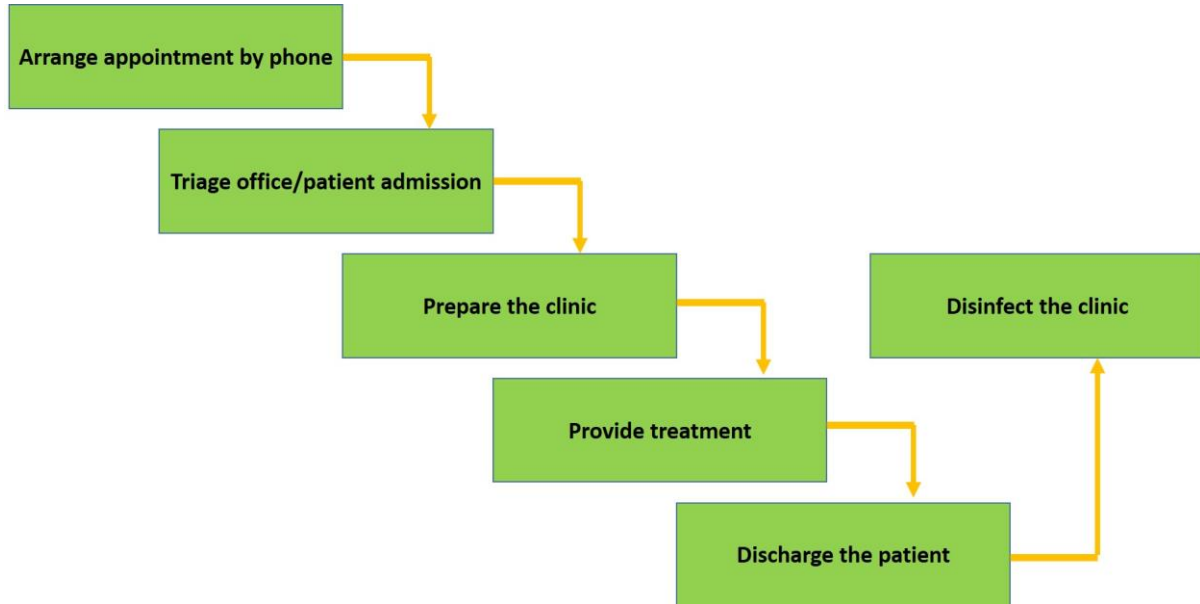 Arrange appointment by phone
Triage office/patient admission
Prepare the clinic
Disinfect the clinic
Provide treatment
Discharge the patient